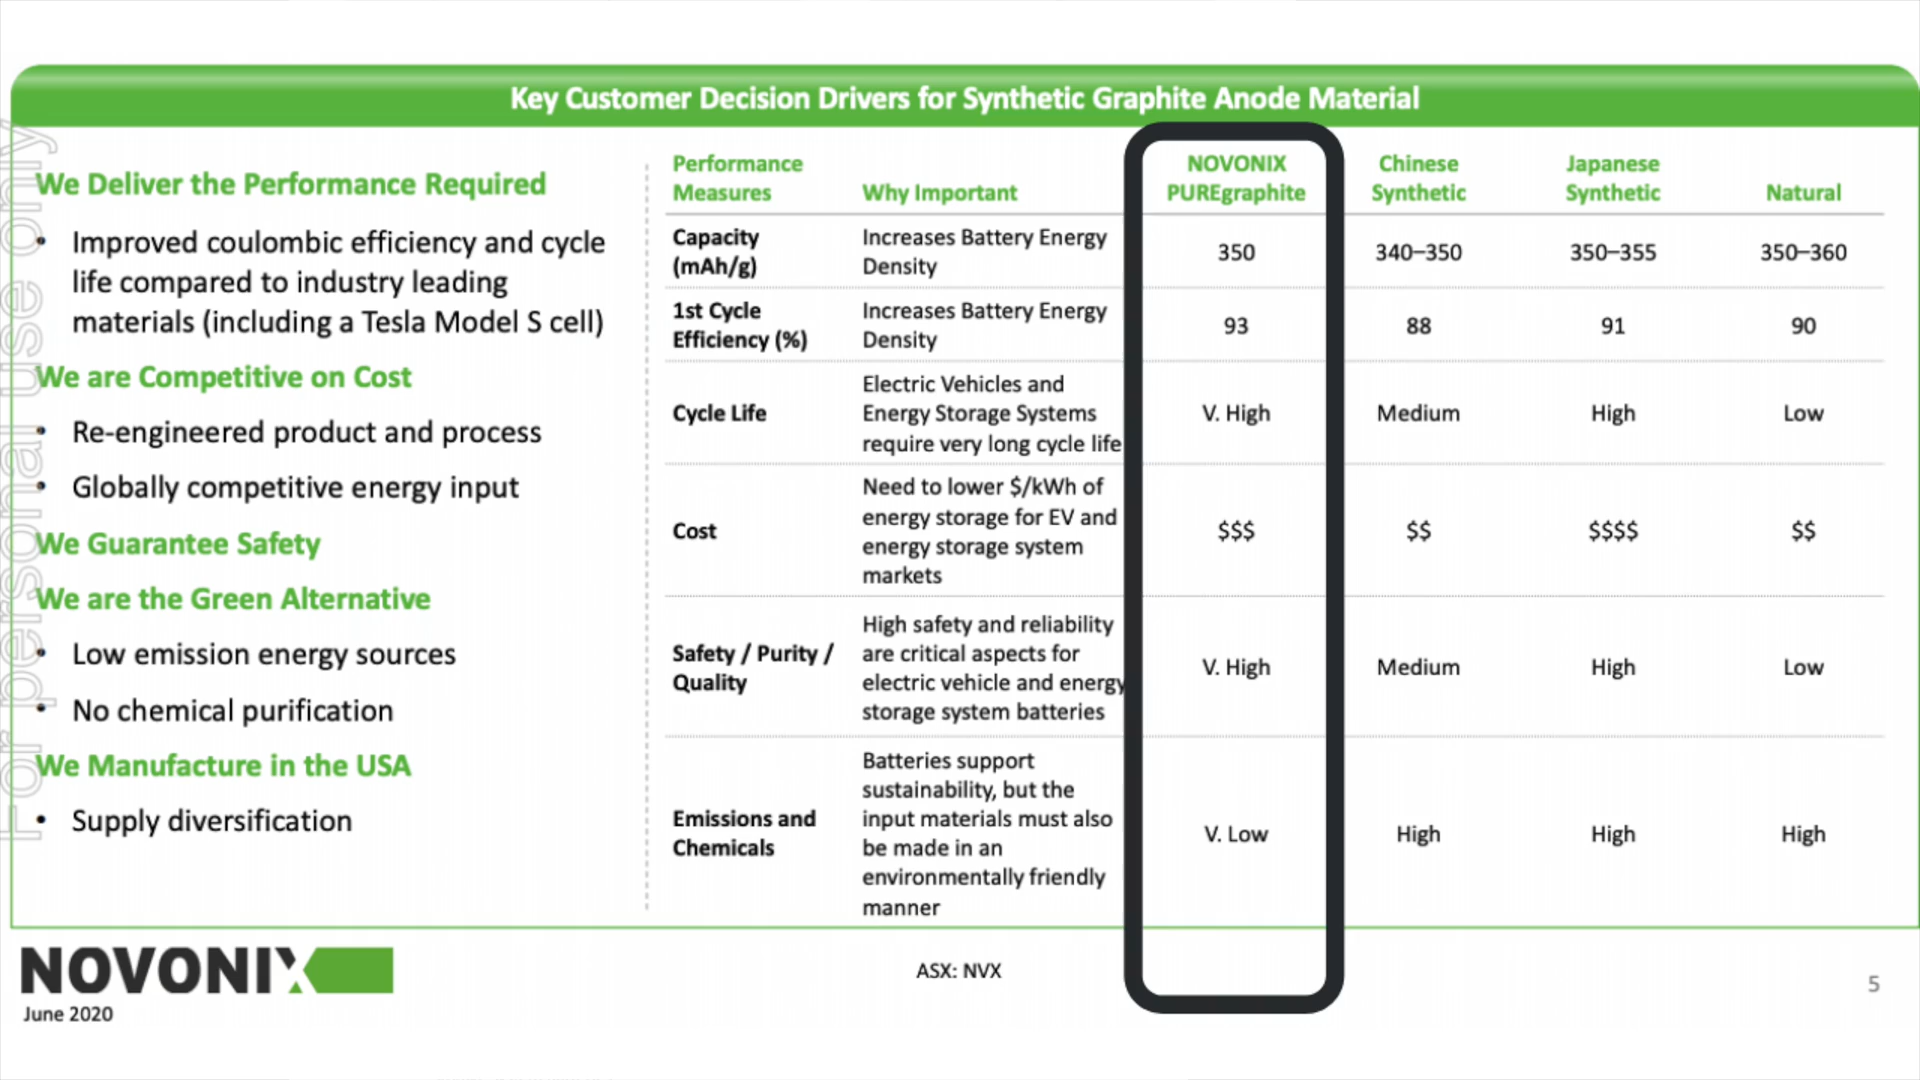 Key Customer Decision Drivers for Synthetic Graphite Anode Material
For personal use only
We Deliver the Performance Required
• Improved coulombic efficiency and cycle
life compared to industry leading
materials (including a Tesla Model S cell)
We are Competitive on Cost
• Re-engineered product and process
• Globally competitive energy input
We Guarantee Safety
We are the Green Alternative
• Low emission energy sources
• No chemical purification
We Manufacture in the USA
• Supply diversification
Performance
Measures
Why Important
NOVONIX
PUREgraphite
Chinese
Synthetic
Japanese
Synthetic
Natural
Capacity
(mAh/g)
Increases Battery Energy
Density
350
340–350
350–355
350–360
1st Cycle
Efficiency (%)
Increases Battery Energy
Density
93
88
91
90
Cycle Life
Electric Vehicles and
Energy Storage Systems
require very long cycle life
V. High
Medium
High
Low
Cost
Need to lower $/kWh of
energy storage for EV and
energy storage system
markets
$$$
$$
$$$$
$$
Safety / Purity /
Quality
High safety and reliability
are critical aspects for
electric vehicle and energy
storage system batteries
V. High
Medium
High
Low
Emissions and
Chemicals
Batteries support
sustainability, but the
input materials must also
be made in an
environmentally friendly
manner
V. Low
High
High
High
NOVONIX
June 2020
ASX: NVX
5